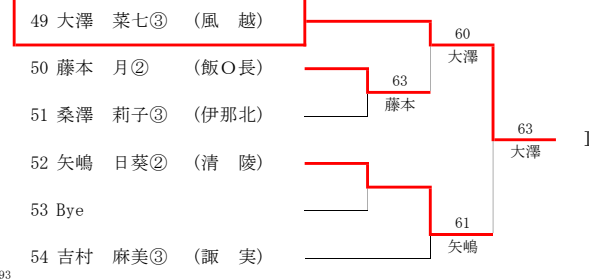 49 大澤　菜七③　(風　越)
60
大澤
50 藤本　月②　(飯O長)
63
藤本
51 桑澤　莉子③　(伊那北)
63
大澤
52 矢嶋　日葵②　(清　陵)
53 Bye
61
矢嶋
54 吉村　麻美③　(諏　実)
93